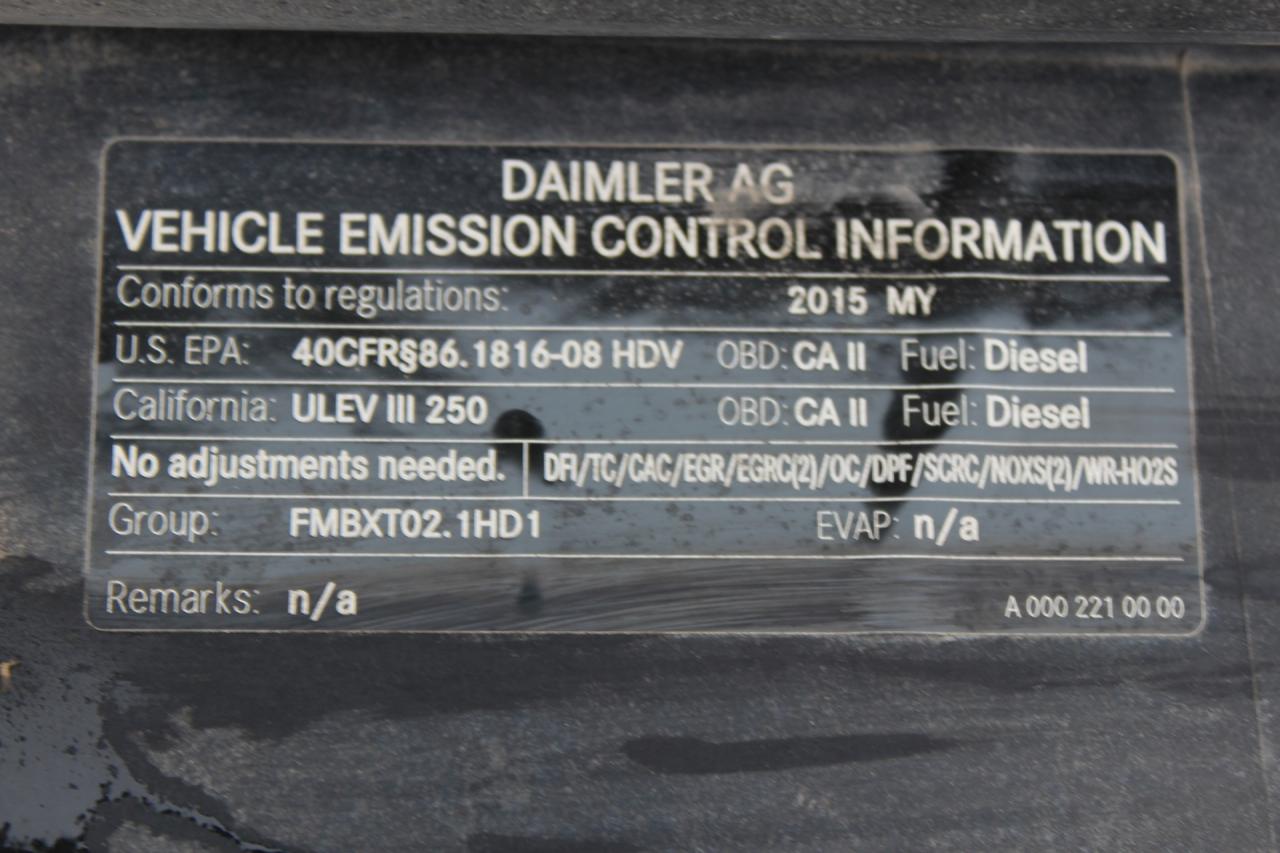 DAIMLER AG
VEHICLE EMISSION CONTROL INFORMATION
Conforms to regulations: 2015 MY
U.S. EPA: 40CFR§86.1816-08 HDV OBD: CA II Fuel: Diesel
California: ULEV III 250 OBD: CA II Fuel: Diesel
No adjustments needed. DFI/TC/CAC/EGR/EGRC(2)/OC/DPF/SCRC/NOXS(2)/WR-HO2S
Group: FMBXT02.1HD1 EVAP: n/a
Remarks: n/a A 000 221 00 00